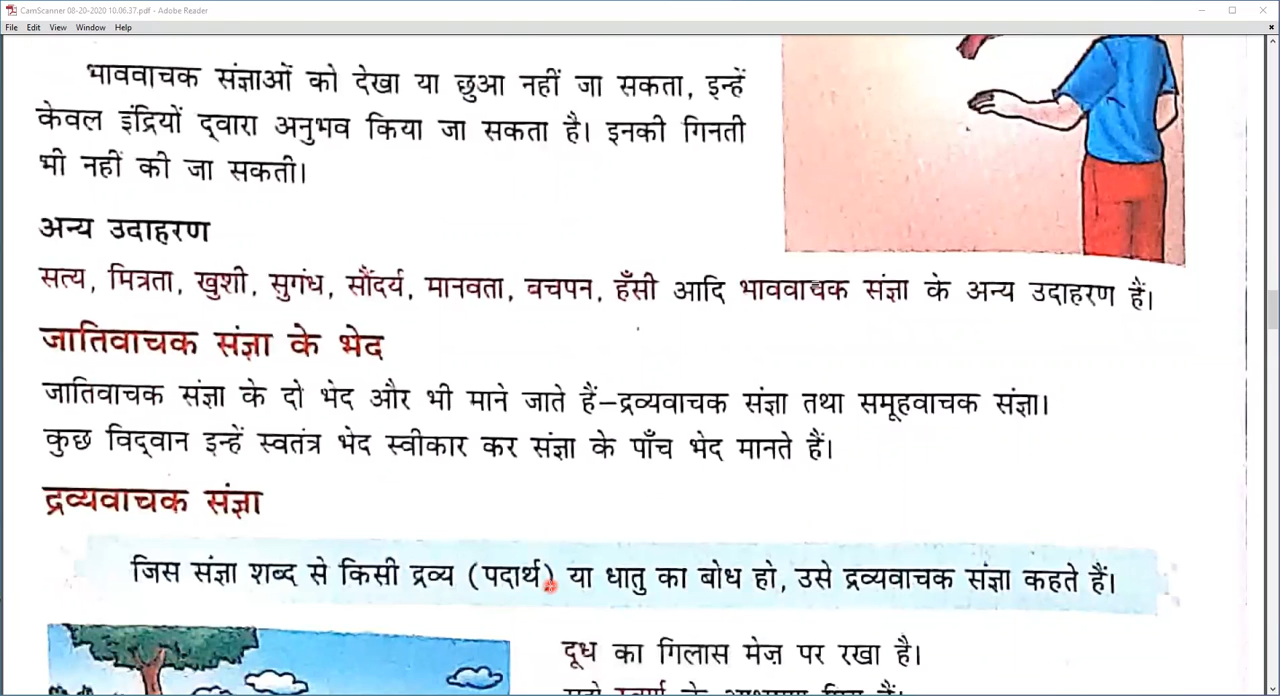 CamScanner 08-20-2020 10.06.37.pdf - Adobe Reader
File Edit View Window Help
भाववाचक संज्ञाओं को देखा या छुआ नहीं जा सकता, इन्हें
केवल इंद्रियों द्वारा अनुभव किया जा सकता है। इनकी गिनती
भी नहीं की जा सकती।
अन्य उदाहरण
सत्य, मित्रता, खुशी, सुगंध, सौंदर्य, मानवता, बचपन, हँसी आदि भाववाचक संज्ञा के अन्य उदाहरण हैं।
जातिवाचक संज्ञा के भेद
जातिवाचक संज्ञा के दो भेद और भी माने जाते हैं–द्रव्यवाचक संज्ञा तथा समूहवाचक संज्ञा।
कुछ विद्वान इन्हें स्वतंत्र भेद स्वीकार कर संज्ञा के पाँच भेद मानते हैं।
द्रव्यवाचक संज्ञा
जिस संज्ञा शब्द से किसी द्रव्य (पदार्थ) या धातु का बोध हो, उसे द्रव्यवाचक संज्ञा कहते हैं।
दूध का गिलास मेज़ पर रखा है।